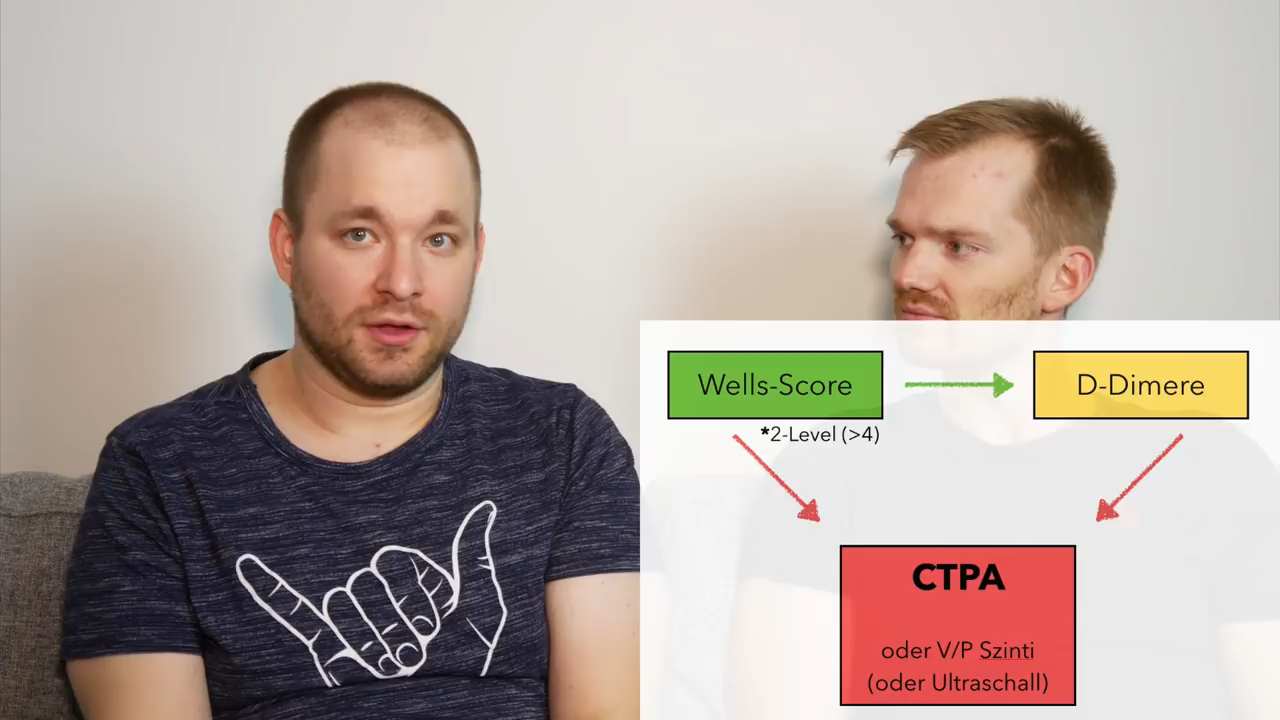 Wells-Score
D-Dimere
*2-Level (>4)
CTPA
oder V/P Szinti
(oder Ultraschall)